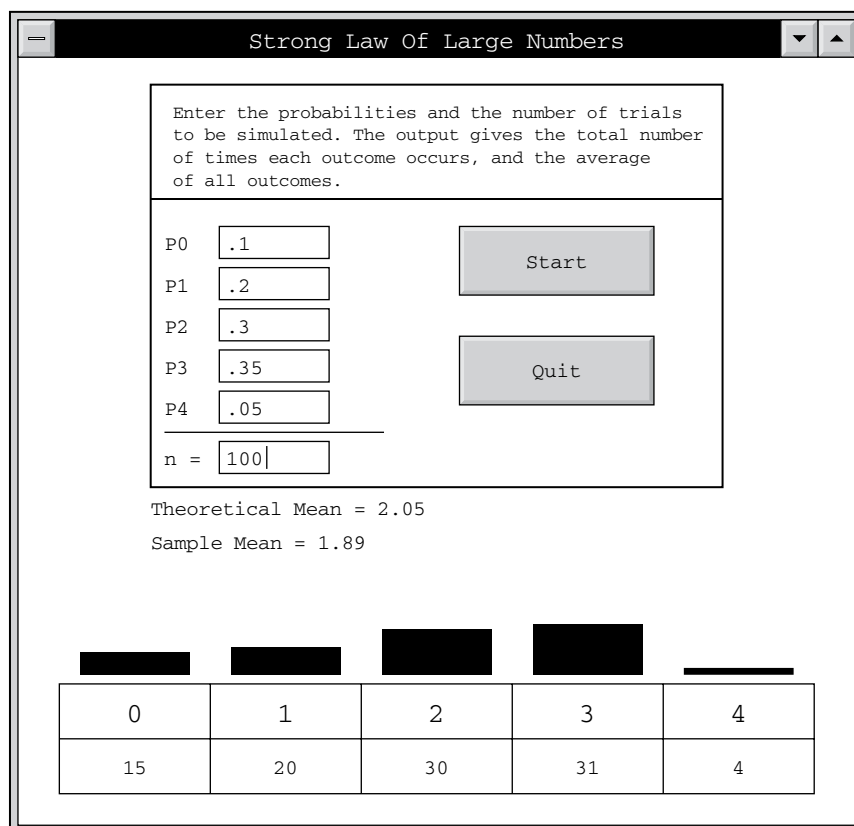 Strong Law Of Large Numbers
Enter the probabilities and the number of trials
to be simulated. The output gives the total number
of times each outcome occurs, and the average
of all outcomes.
P0 .1
Start
P1 .2
P2 .3
P3 .35
Quit
P4 .05
n = 100
Theoretical Mean = 2.05
Sample Mean = 1.89
0 1 2 3 4
15 20 30 31 4